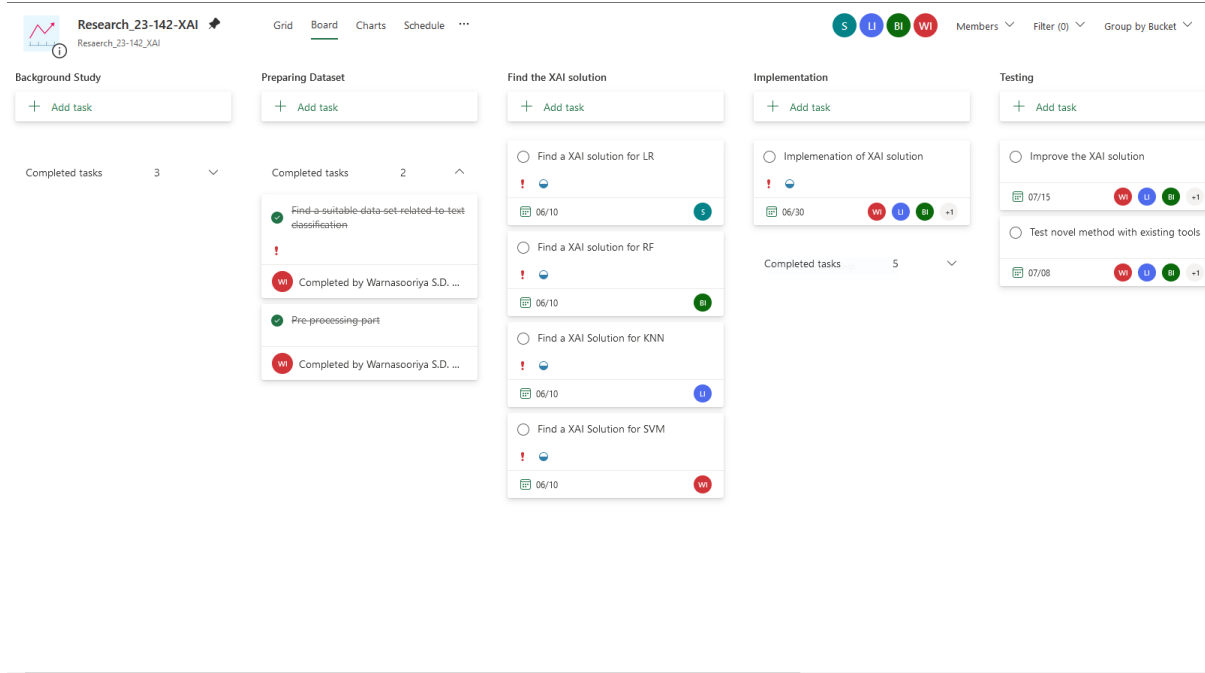 Research_23-142-XAI
Resaerch_23-142_XAI
Grid Board Charts Schedule ...
S LI BI WI Members Filter (0) Group by Bucket
Background Study
Add task
Completed tasks 3
Preparing Dataset
Add task
Completed tasks 2
Find a suitable data set related to text
classification
WI Completed by Warnasooriya S.D. ...
Pre processing part
WI Completed by Warnasooriya S.D. ...
Find the XAI solution
Add task
Find a XAI solution for LR
06/10 S
Find a XAI solution for RF
06/10 BI
Find a XAI Solution for KNN
06/10 LI
Find a XAI Solution for SVM
06/10 WI
Implementation
Add task
Implemenation of XAI solution
06/30 WI LI BI +1
Completed tasks 5
Testing
Add task
Improve the XAI solution
07/15 WI LI BI +1
Test novel method with existing tools
07/08 WI LI BI +1